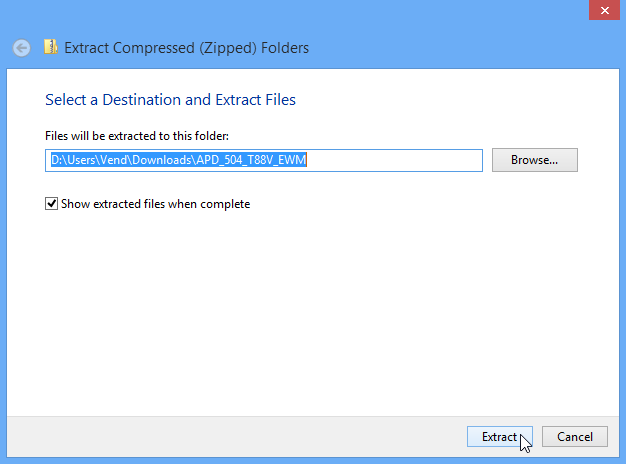 Extract Compressed (Zipped) Folders
Select a Destination and Extract Files
Files will be extracted to this folder:
D:\Users\Vend\Downloads\APD_504_T88V_EWM
Browse...
Show extracted files when complete
Extract
Cancel